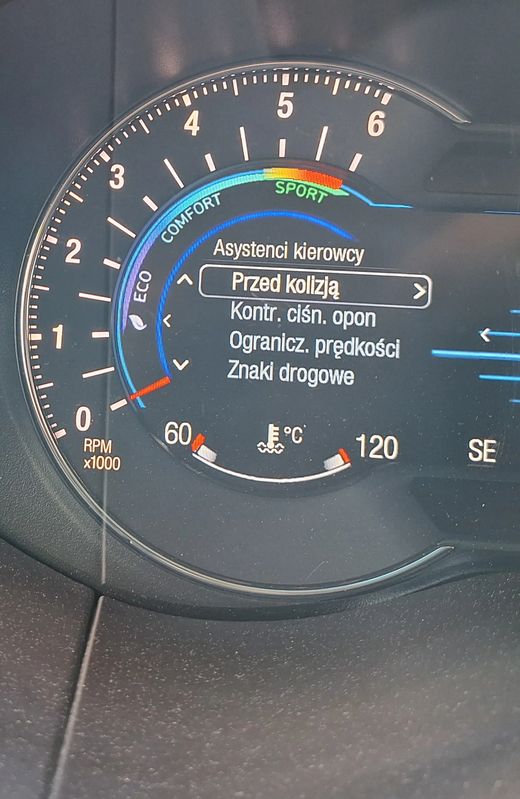 5
4
6
3
SPORT
COMFORT
Asystenci kierowcy
2
ECO
Przed kolizją
Kontr. ciśn. opon
1
Ogranicz. prędkości
Znaki drogowe
0
60
°C
120
SE
RPM
x1000